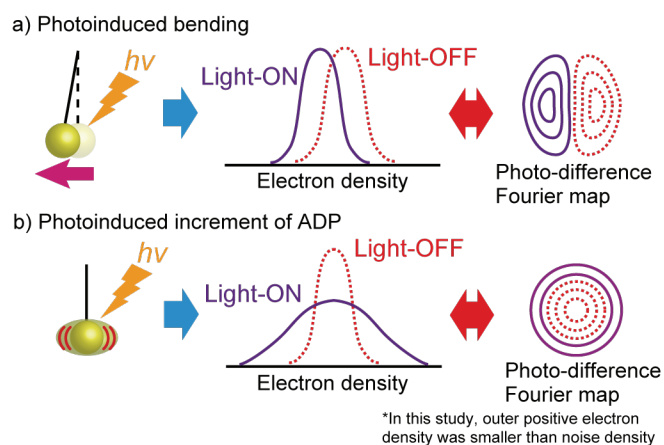 a) Photoinduced bending
hν
Light-ON
Light-OFF
Electron density
Photo-difference
Fourier map
b) Photoinduced increment of ADP
hν
Light-ON
Light-OFF
Electron density
Photo-difference
Fourier map
*In this study, outer positive electron
density was smaller than noise density